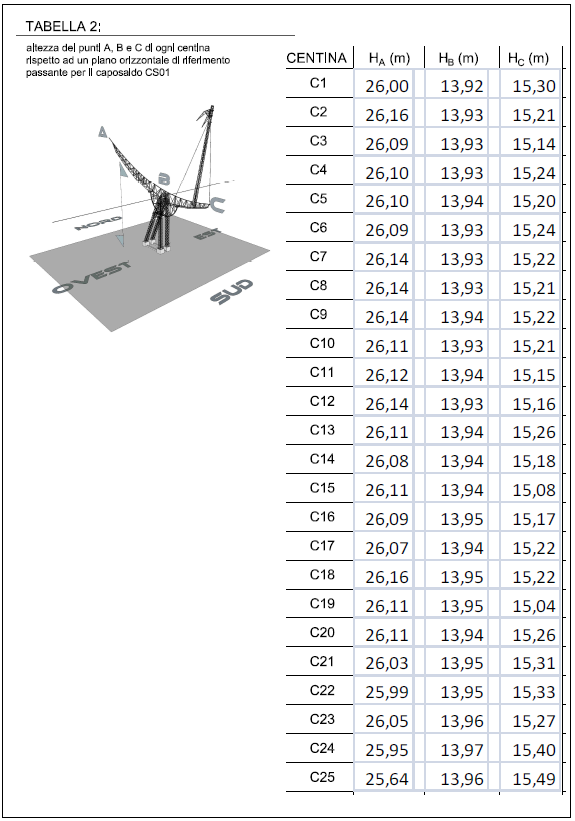 TABELLA 2:
altezza dei punti A, B e C di ogni centina
rispetto ad un piano orizzontale di riferimento
passante per il caposaldo CS01
A
B
C
NORD
EST
OVEST
SUD
CENTINA HA (m) HB (m) HC (m)
C1 26,00 13,92 15,30
C2 26,16 13,93 15,21
C3 26,09 13,93 15,14
C4 26,10 13,93 15,24
C5 26,10 13,94 15,20
C6 26,09 13,93 15,24
C7 26,14 13,93 15,22
C8 26,14 13,93 15,21
C9 26,14 13,94 15,22
C10 26,11 13,93 15,21
C11 26,12 13,94 15,15
C12 26,14 13,93 15,16
C13 26,11 13,94 15,26
C14 26,08 13,94 15,18
C15 26,11 13,94 15,08
C16 26,09 13,95 15,17
C17 26,07 13,94 15,22
C18 26,16 13,95 15,22
C19 26,11 13,95 15,04
C20 26,11 13,94 15,26
C21 26,03 13,95 15,31
C22 25,99 13,95 15,33
C23 26,05 13,96 15,27
C24 25,95 13,97 15,40
C25 25,64 13,96 15,49